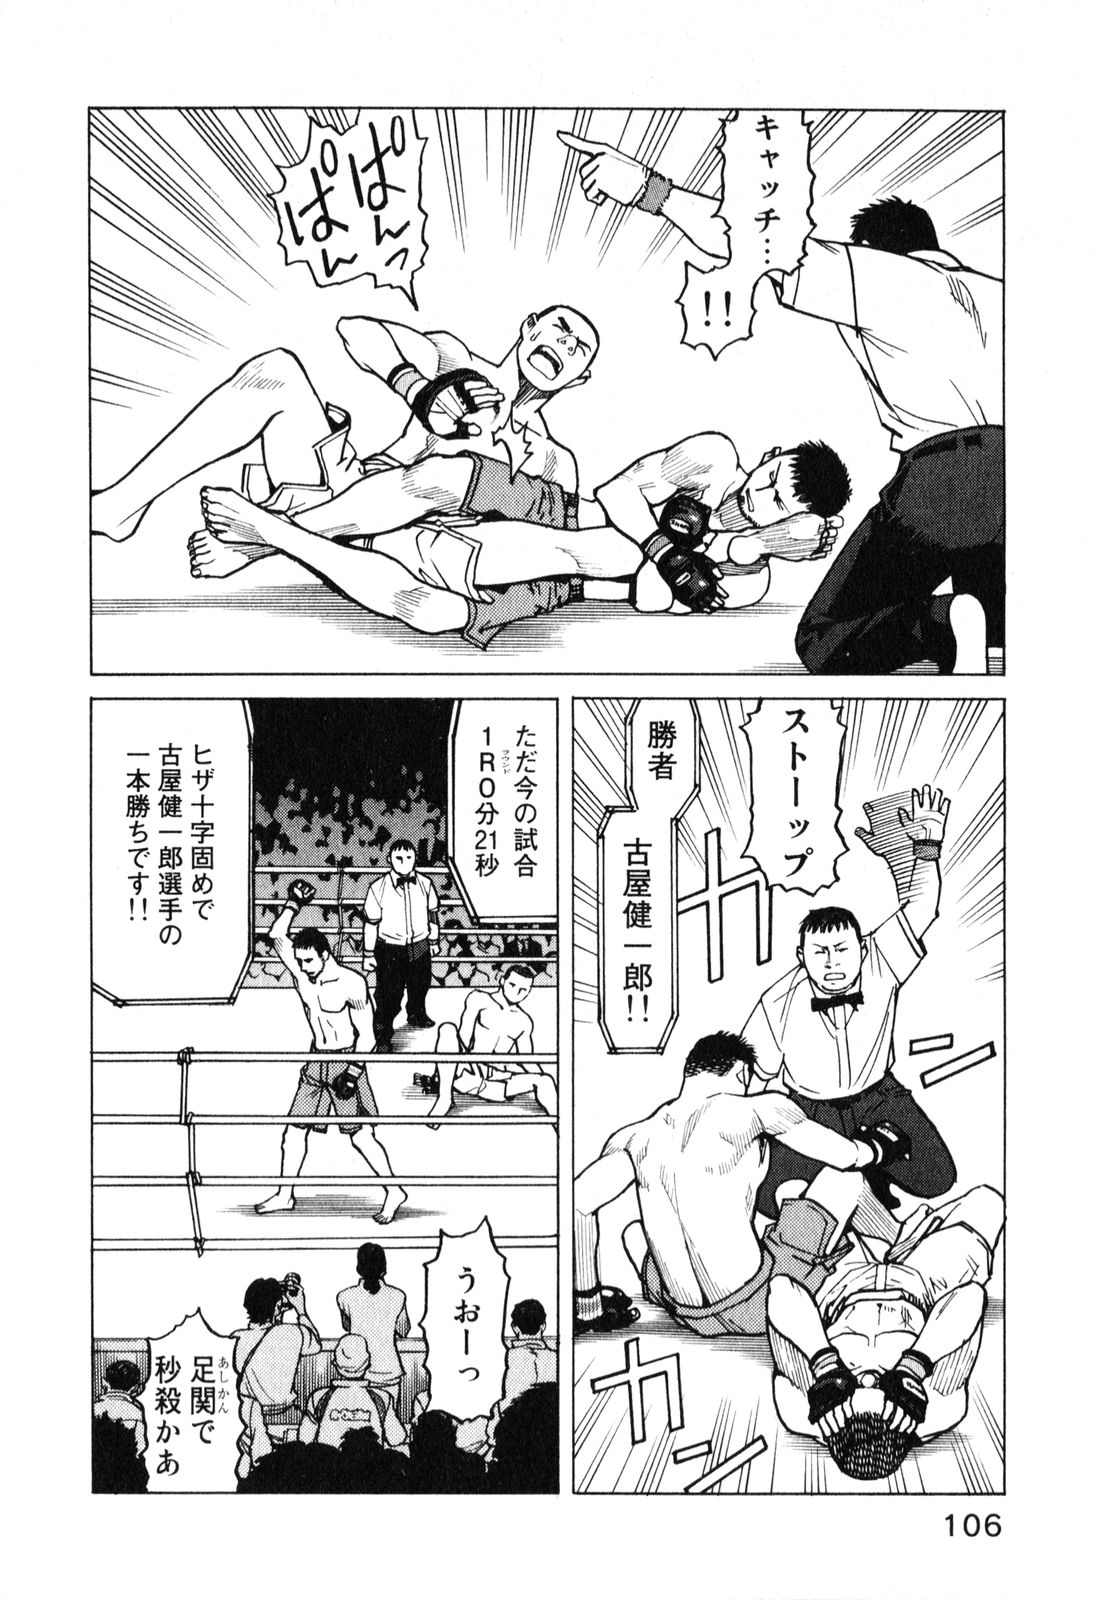 キャッチ…
!!
ぱんっ
ぱん
ストーップ
勝者
古屋健一郎!!
カン
カン
ただ今の試合
1R0分21秒
ラウンド
ヒザ十字固めで
古屋健一郎選手の
一本勝ちです!!
うおーっ
足関で
あしかん
秒殺かあ
106